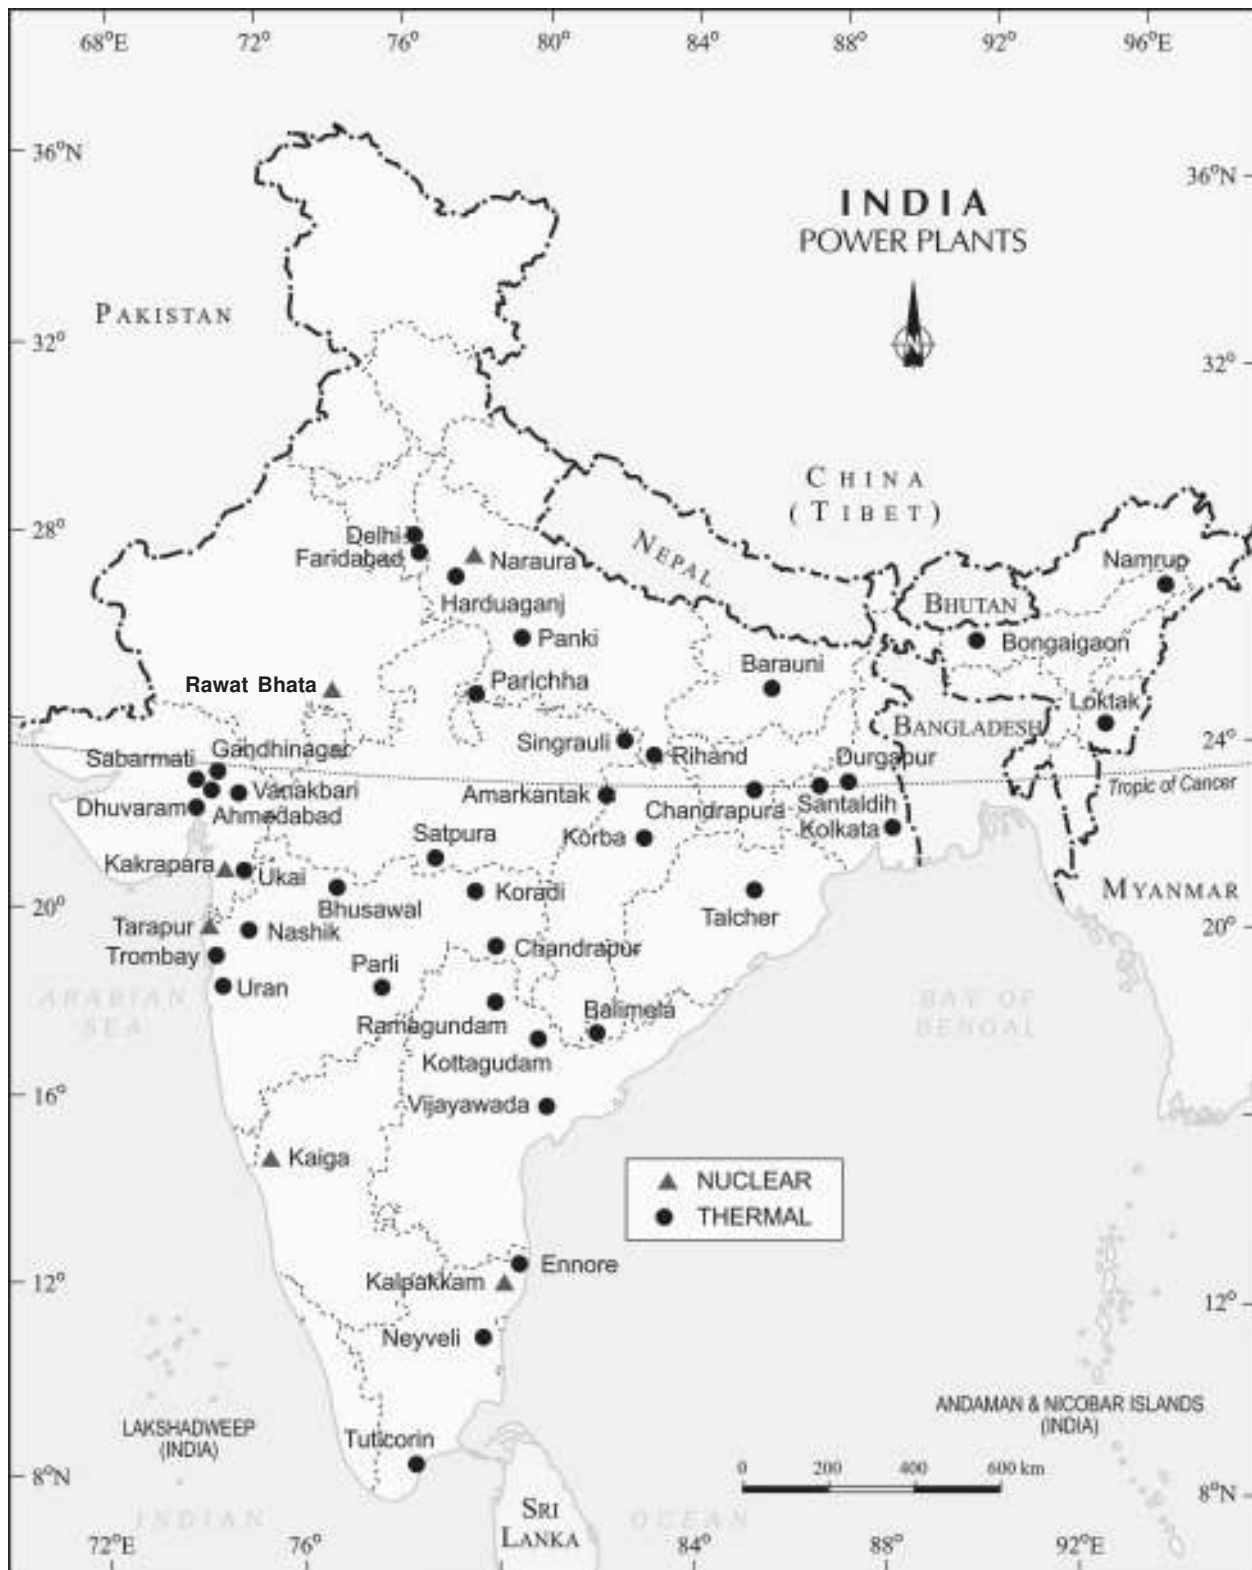 68°E 72° 76° 80° 84° 88° 92° 96°E
36°N
36°N
INDIA
POWER PLANTS
PAKISTAN
N
32°
32°
CHINA
(TIBET)
28°
28°
Delhi
Faridabad
Naraura
NEPAL
Namrup
Harduaganj
BHUTAN
Panki
Bongaigaon
Barauni
Rawat Bhata
Parichha
Loktak
BANGLADESH
Singrauli
Rihand
Durgapur
24°
Sabarmati
Gandhinagar
Vanakbari
Amarkantak
Chandrapura
Santaldih
Tropic of Cancer
Dhuvaram
Ahmedabad
Satpura
Korba
Kolkata
Kakrapara
Ukai
Bhusawal
Koradi
Talcher
MYANMAR
20°
20°
Tarapur
Nashik
Chandrapur
Trombay
Parli
Uran
ARABIAN
SEA
BAY OF
BENGAL
Ramagundam
Balimela
Kottagudam
16°
16°
Vijayawada
Kaiga
NUCLEAR
THERMAL
Ennore
12°
Kalpakkam
12°
Neyveli
LAKSHADWEEP
(INDIA)
ANDAMAN & NICOBAR ISLANDS
(INDIA)
Tuticorin
0 200 400 600 km
8°N
8°N
SRI
LANKA
INDIAN OCEAN
72°E 76° 84° 88° 92°E